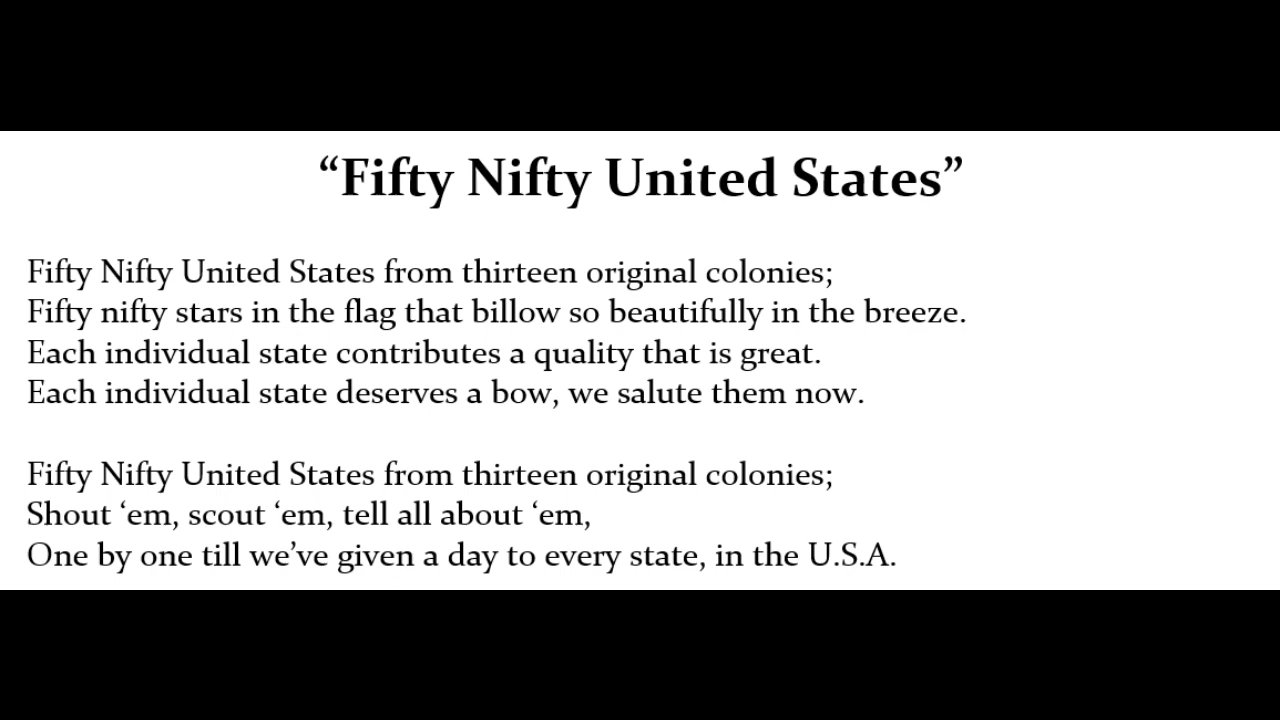 “Fifty Nifty United States”
Fifty Nifty United States from thirteen original colonies;
Fifty nifty stars in the flag that billow so beautifully in the breeze.
Each individual state contributes a quality that is great.
Each individual state deserves a bow, we salute them now.
Fifty Nifty United States from thirteen original colonies;
Shout ‘em, scout ‘em, tell all about ‘em,
One by one till we’ve given a day to every state, in the U.S.A.